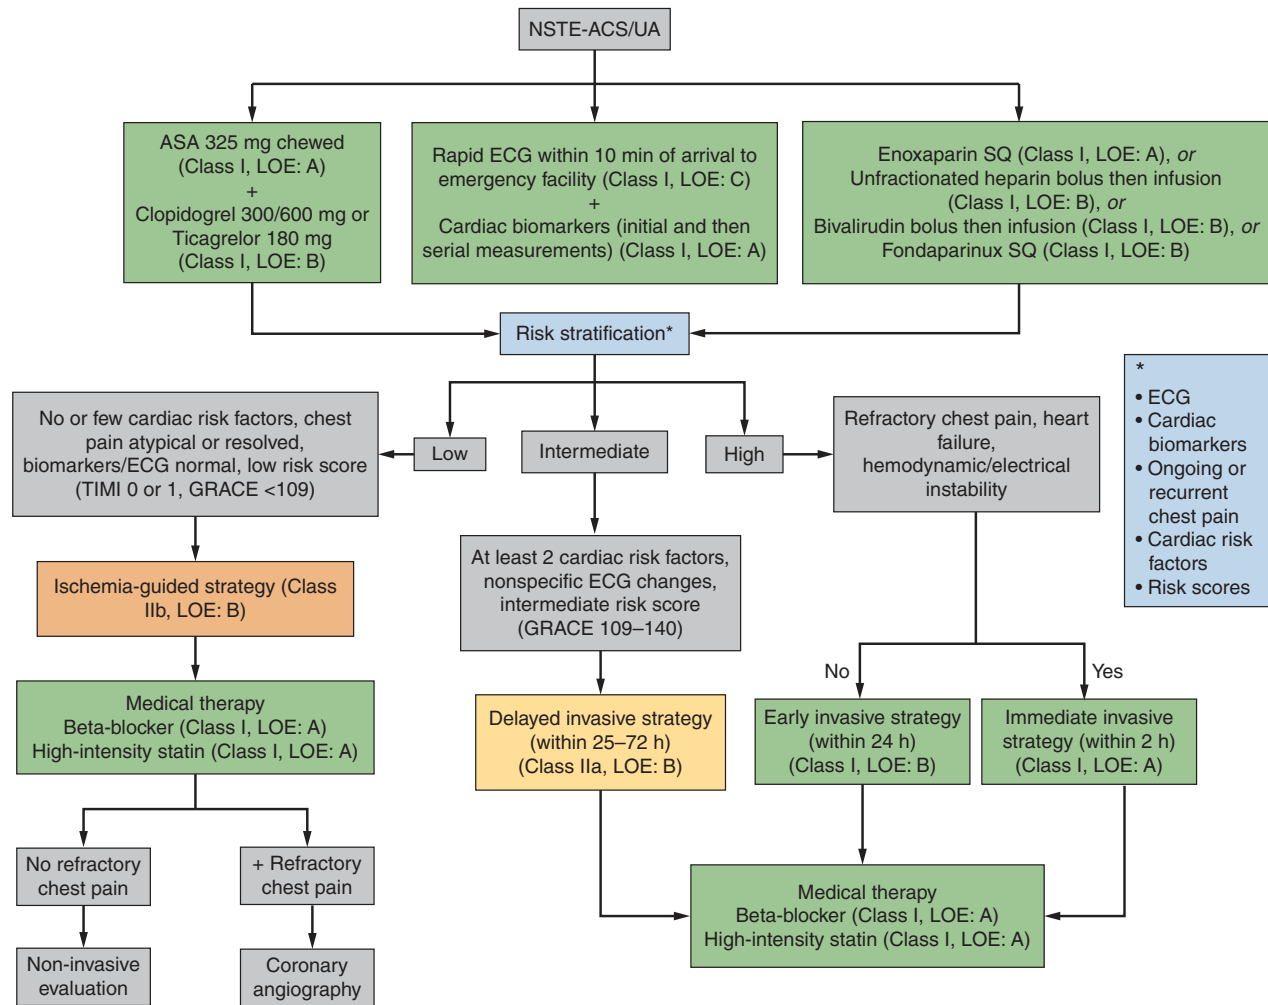 NSTE-ACS/UA
ASA 325 mg chewed
(Class I, LOE: A)
+
Clopidogrel 300/600 mg or
Ticagrelor 180 mg
(Class I, LOE: B)
Rapid ECG within 10 min of arrival to
emergency facility (Class I, LOE: C)
+
Cardiac biomarkers (initial and then
serial measurements) (Class I, LOE: A)
Enoxaparin SQ (Class I, LOE: A), or
Unfractionated heparin bolus then infusion
(Class I, LOE: B), or
Bivalirudin bolus then infusion (Class I, LOE: B), or
Fondaparinux SQ (Class I, LOE: B)
Risk stratification*
No or few cardiac risk factors, chest
pain atypical or resolved,
biomarkers/ECG normal, low risk score
(TIMI 0 or 1, GRACE <109)
Low
Intermediate
High
Refractory chest pain, heart
failure,
hemodynamic/electrical
instability
*
• ECG
• Cardiac
biomarkers
• Ongoing or
recurrent
chest pain
• Cardiac risk
factors
• Risk scores
Ischemia-guided strategy (Class
IIb, LOE: B)
At least 2 cardiac risk factors,
nonspecific ECG changes,
intermediate risk score
(GRACE 109–140)
No
Yes
Medical therapy
Beta-blocker (Class I, LOE: A)
High-intensity statin (Class I, LOE: A)
Delayed invasive strategy
(within 25–72 h)
(Class IIa, LOE: B)
Early invasive strategy
(within 24 h)
(Class I, LOE: B)
Immediate invasive
strategy (within 2 h)
(Class I, LOE: A)
No refractory
chest pain
+ Refractory
chest pain
Medical therapy
Beta-blocker (Class I, LOE: A)
High-intensity statin (Class I, LOE: A)
Non-invasive
evaluation
Coronary
angiography